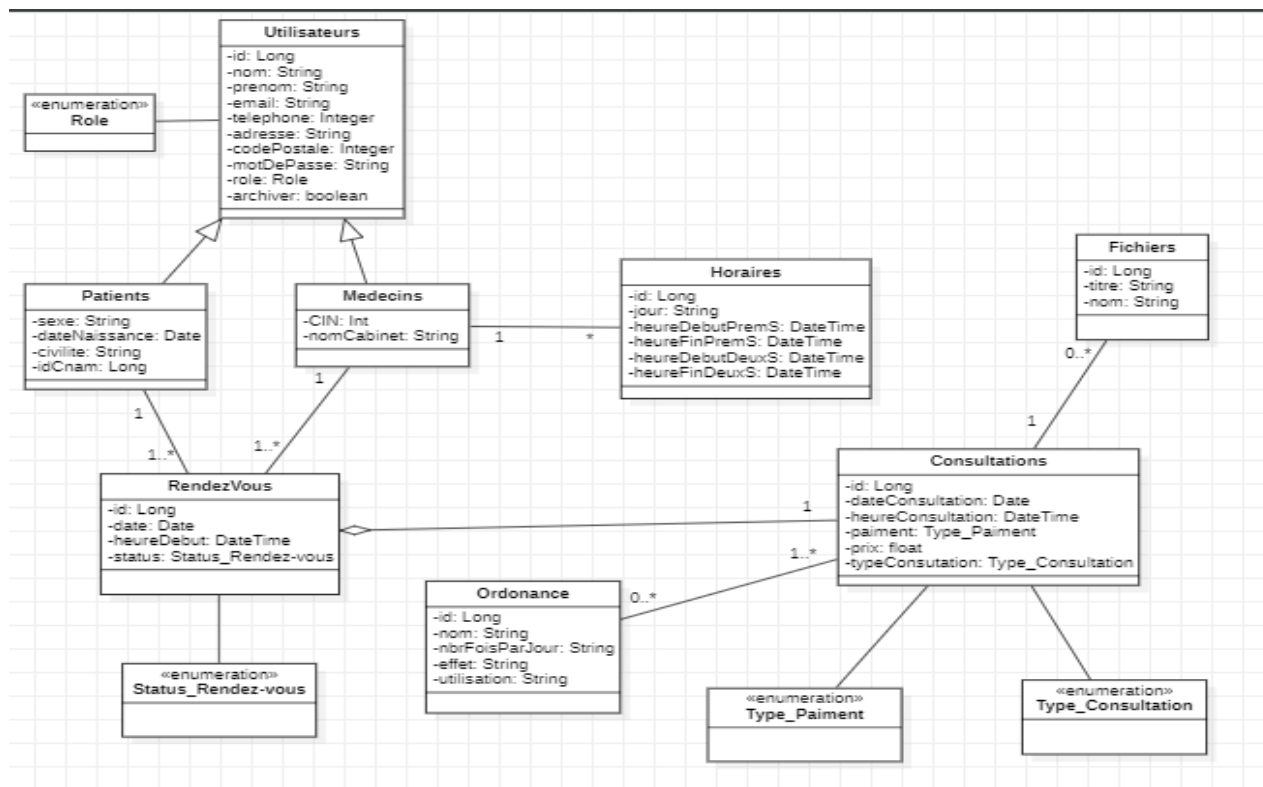 Utilisateurs
-id: Long
-nom: String
-prenom: String
-email: String
-telephone: Integer
-adresse: String
-codePostale: Integer
-motDePasse: String
-role: Role
-archiver: boolean
«enumeration»
Role
Patients
-sexe: String
-dateNaissance: Date
-civilite: String
-idCnam: Long
Medecins
-CIN: Int
-nomCabinet: String
1
*
Horaires
-id: Long
-jour: String
-heureDebutPremS: DateTime
-heureFinPremS: DateTime
-heureDebutDeuxS: DateTime
-heureFinDeuxS: DateTime
Fichiers
-id: Long
-titre: String
-nom: String
0..*
1
1
1..*
1
1..*
RendezVous
-id: Long
-date: Date
-heureDebut: DateTime
-status: Status_Rendez-vous
1
Consultations
-id: Long
-dateConsultation: Date
-heureConsultation: DateTime
-paiment: Type_Paiment
-prix: float
-typeConsutation: Type_Consultation
1..*
0..*
Ordonance
-id: Long
-nom: String
-nbrFoisParJour: String
-effet: String
-utilisation: String
«enumeration»
Status_Rendez-vous
«enumeration»
Type_Paiment
«enumeration»
Type_Consultation